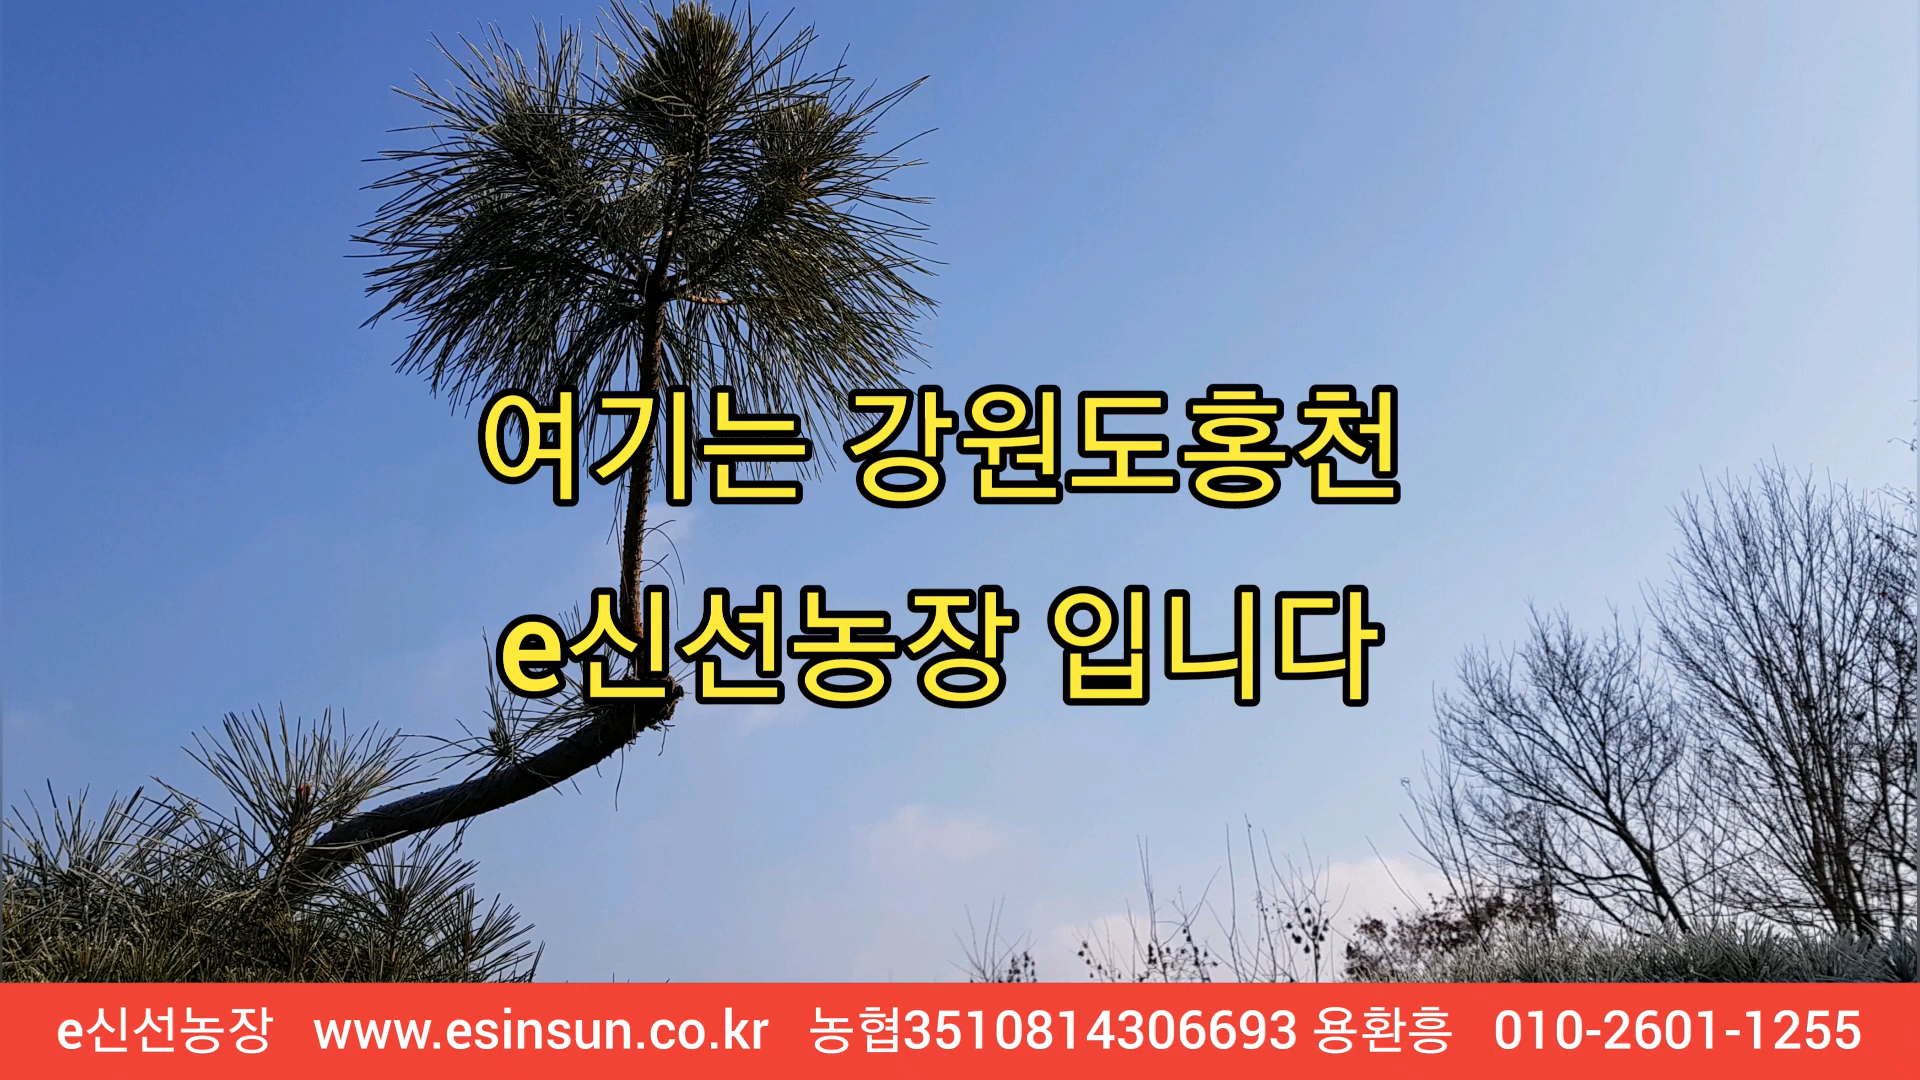 여기는 강원도홍천
e신선농장 입니다
e신선농장 www.esinsun.co.kr 농협3510814306693 용환흥 010-2601-1255